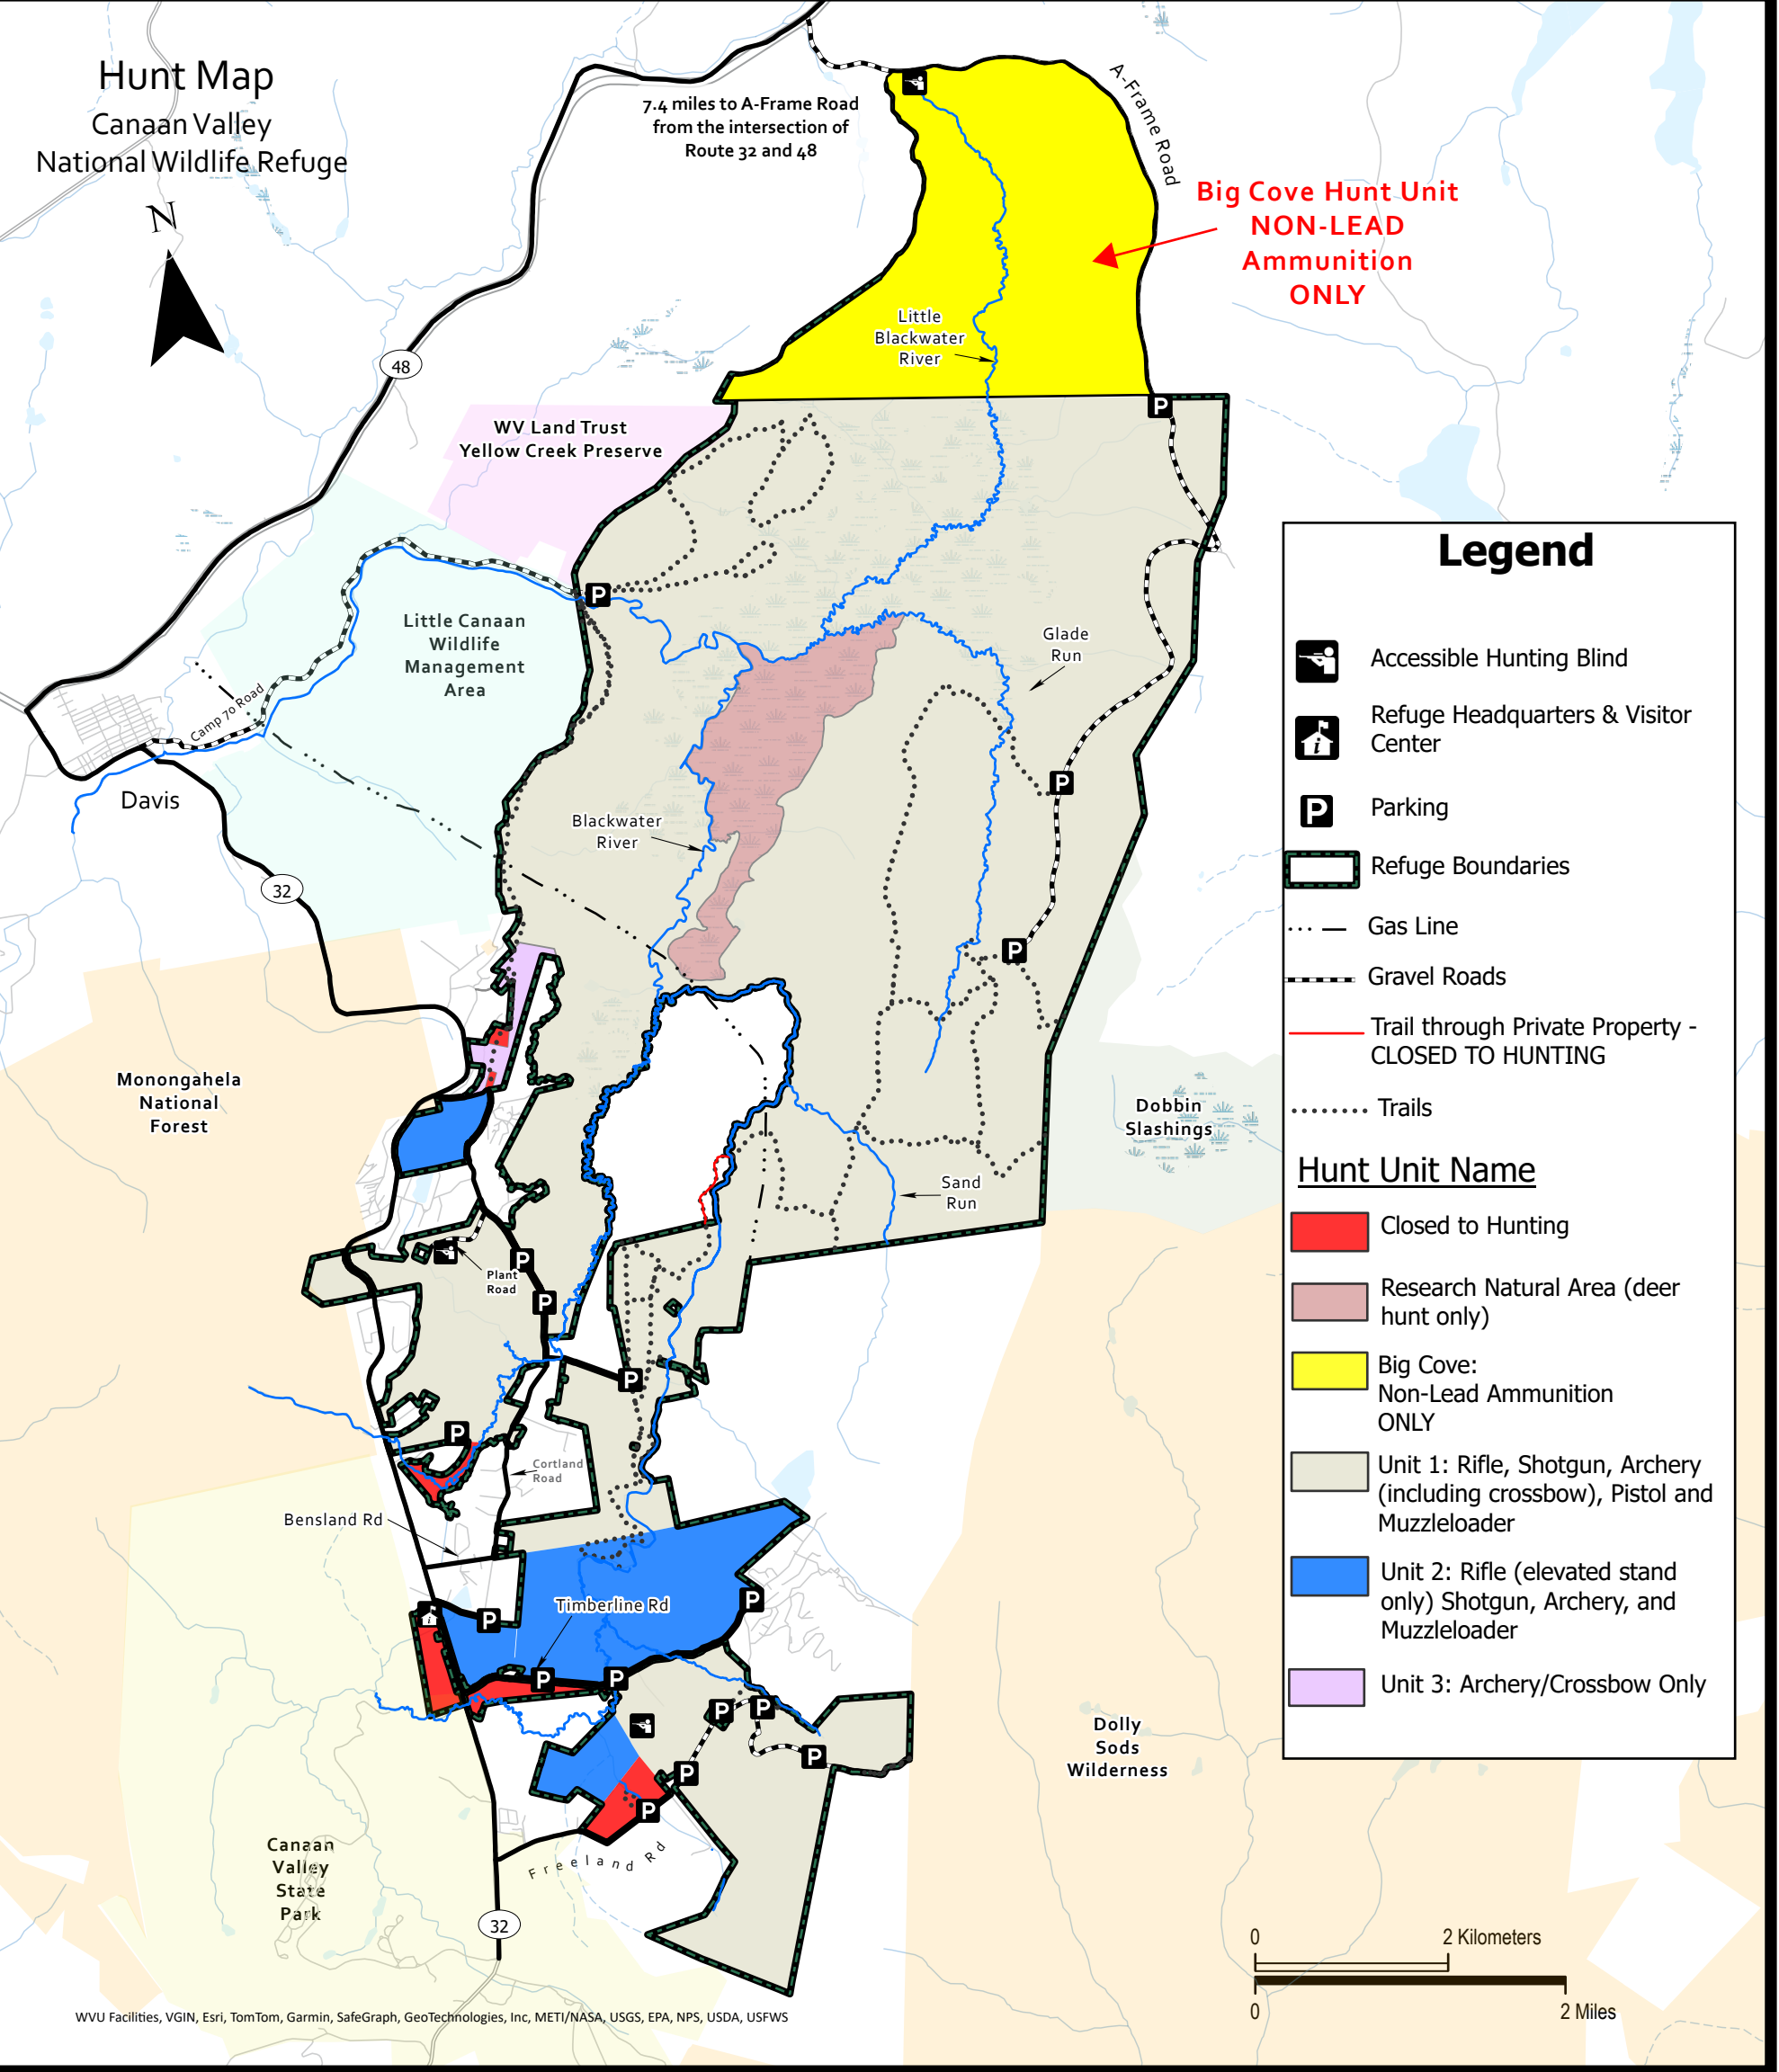 Hunt Map
Canaan Valley
National Wildlife Refuge
N
7.4 miles to A-Frame Road
from the intersection of
Route 32 and 48
A-Frame Road
Big Cove Hunt Unit
NON-LEAD
Ammunition
ONLY
Little
Blackwater
River
48
P
WV Land Trust
Yellow Creek Preserve
P
Little Canaan
Wildlife
Management
Area
Glade
Run
Camp 70 Road
Davis
P
Blackwater
River
32
P
Monongahela
National
Forest
Dobbin
Slashings
Sand
Run
P
Plant
Road
P
P
P
Cortland
Road
Bensland Rd
P
Timberline Rd
i
P
P
P
P
P
P
P
P
Dolly
Sods
Wilderness
Freeland Rd
Canaan
Valley
State
Park
32
WVU Facilities, VGIN, Esri, TomTom, Garmin, SafeGraph, GeoTechnologies, Inc, METI/NASA, USGS, EPA, NPS, USDA, USFWS
Legend
Accessible Hunting Blind
i
Refuge Headquarters & Visitor
Center
P
Parking
Refuge Boundaries
Gas Line
Gravel Roads
Trail through Private Property -
CLOSED TO HUNTING
Trails
Hunt Unit Name
Closed to Hunting
Research Natural Area (deer
hunt only)
Big Cove:
Non-Lead Ammunition
ONLY
Unit 1: Rifle, Shotgun, Archery
(including crossbow), Pistol and
Muzzleloader
Unit 2: Rifle (elevated stand
only) Shotgun, Archery, and
Muzzleloader
Unit 3: Archery/Crossbow Only
0
2 Kilometers
0
2 Miles